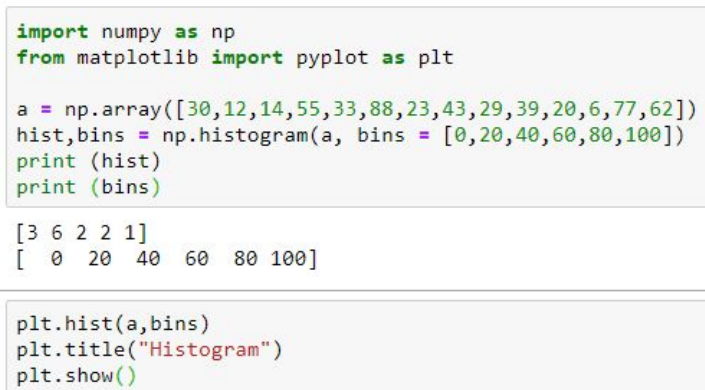 import numpy as np
from matplotlib import pyplot as plt
a = np.array([30,12,14,55,33,88,23,43,29,39,20,6,77,62])
hist,bins = np.histogram(a, bins = [0,20,40,60,80,100])
print (hist)
print (bins)
[3 6 2 2 1]
[  0  20  40  60  80 100]
plt.hist(a,bins)
plt.title("Histogram")
plt.show()